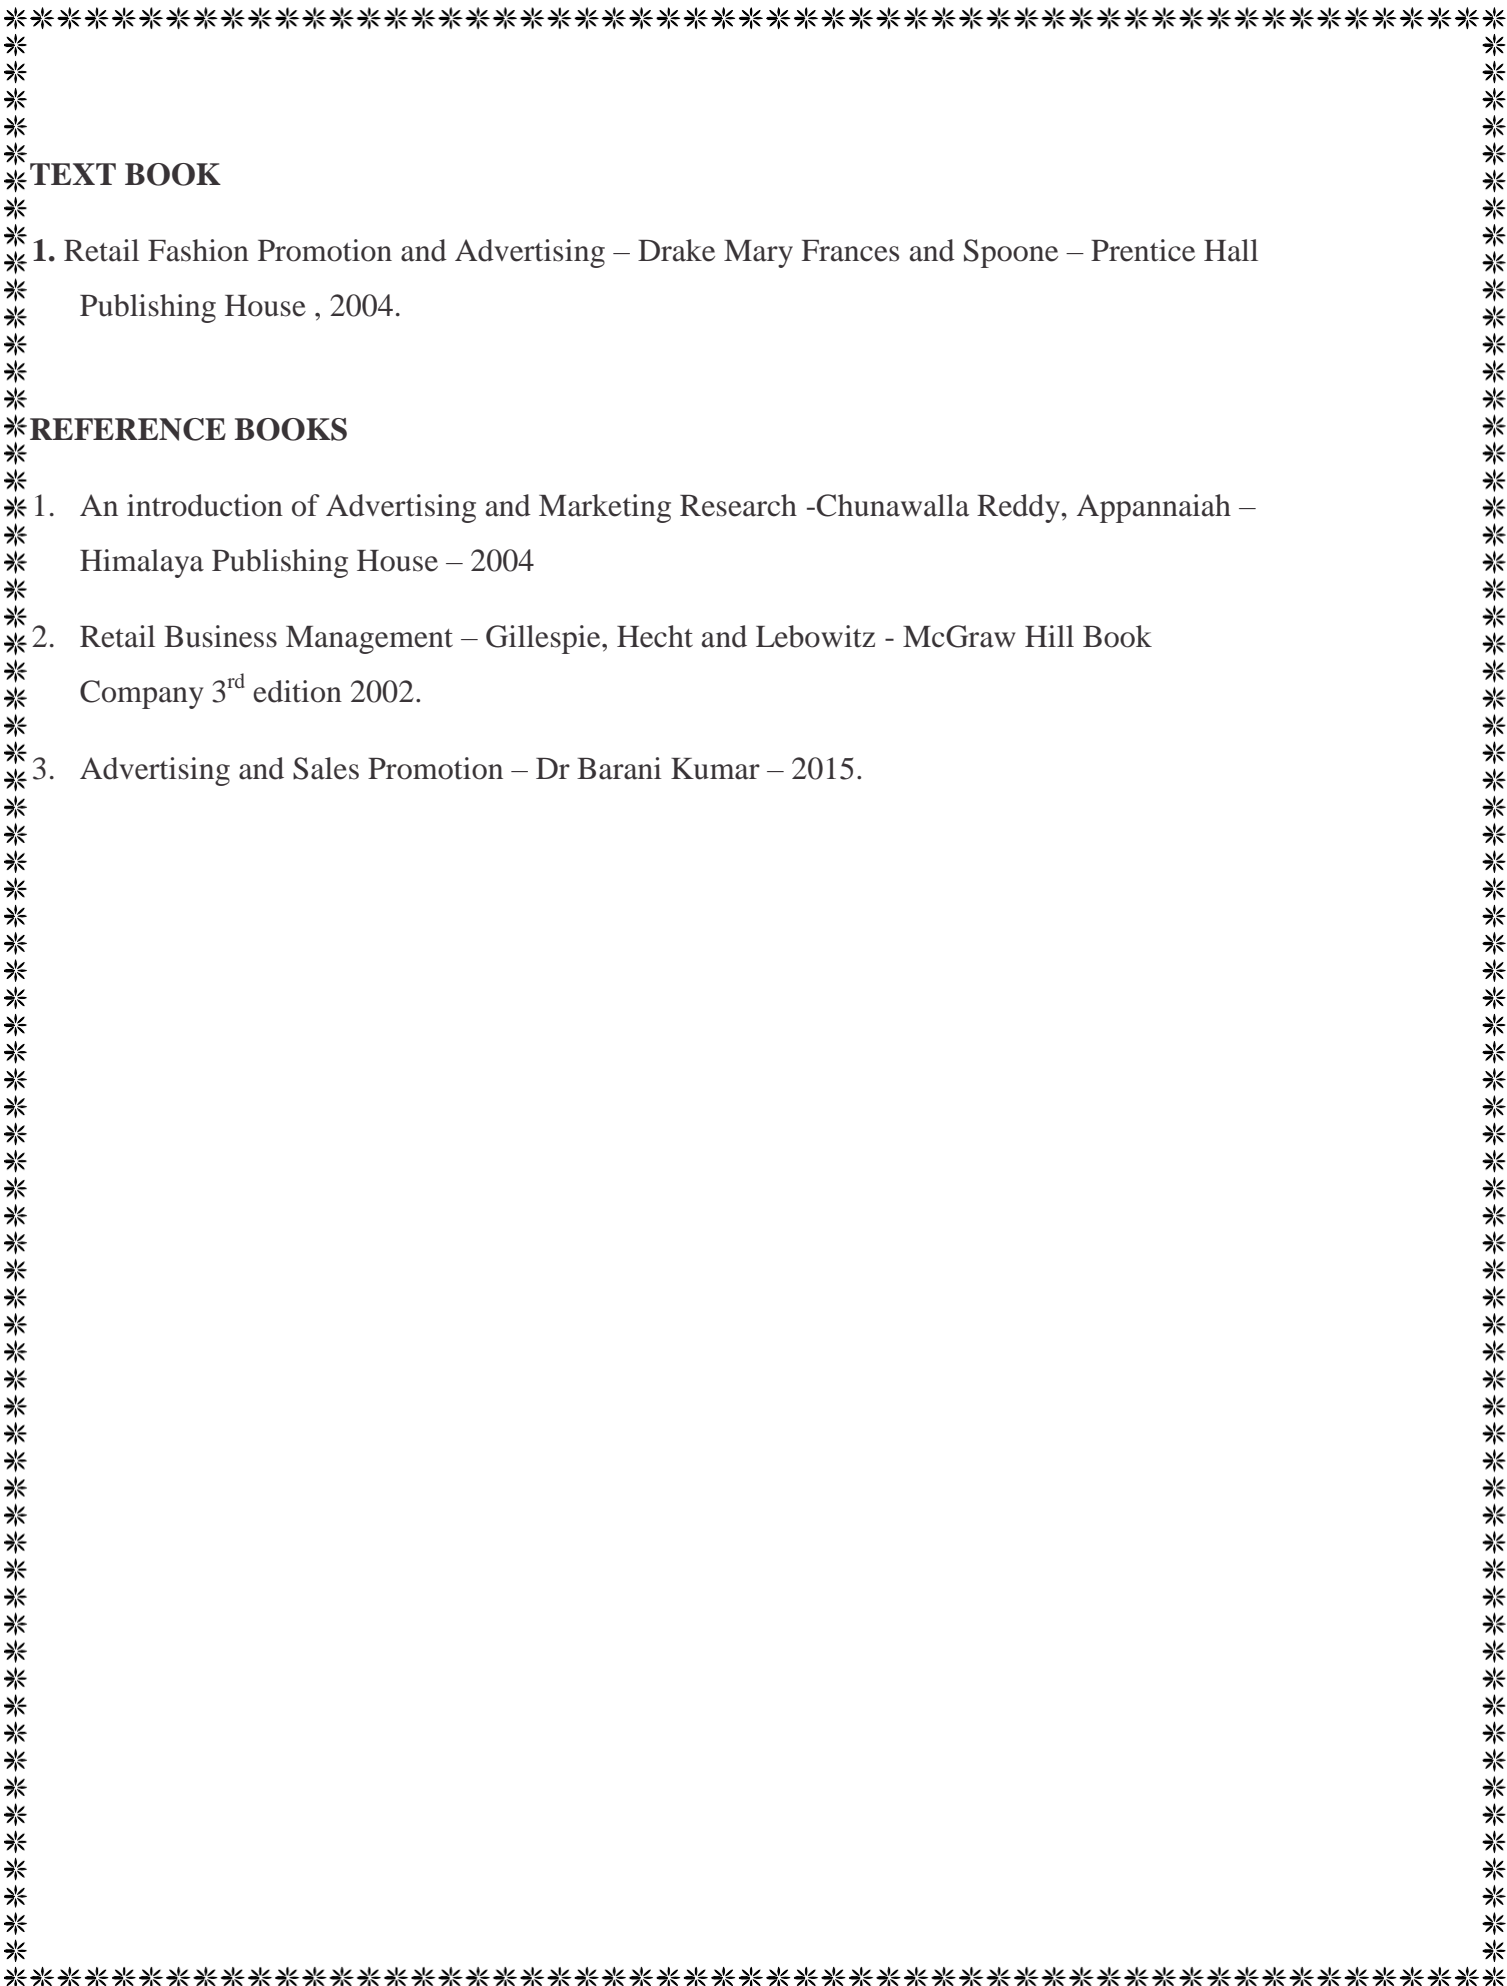 TEXT BOOK
1. Retail Fashion Promotion and Advertising – Drake Mary Frances and Spoone – Prentice Hall
Publishing House , 2004.
REFERENCE BOOKS
1. An introduction of Advertising and Marketing Research -Chunawalla Reddy, Appannaiah –
Himalaya Publishing House – 2004
2. Retail Business Management – Gillespie, Hecht and Lebowitz - McGraw Hill Book
Company 3rd edition 2002.
3. Advertising and Sales Promotion – Dr Barani Kumar – 2015.